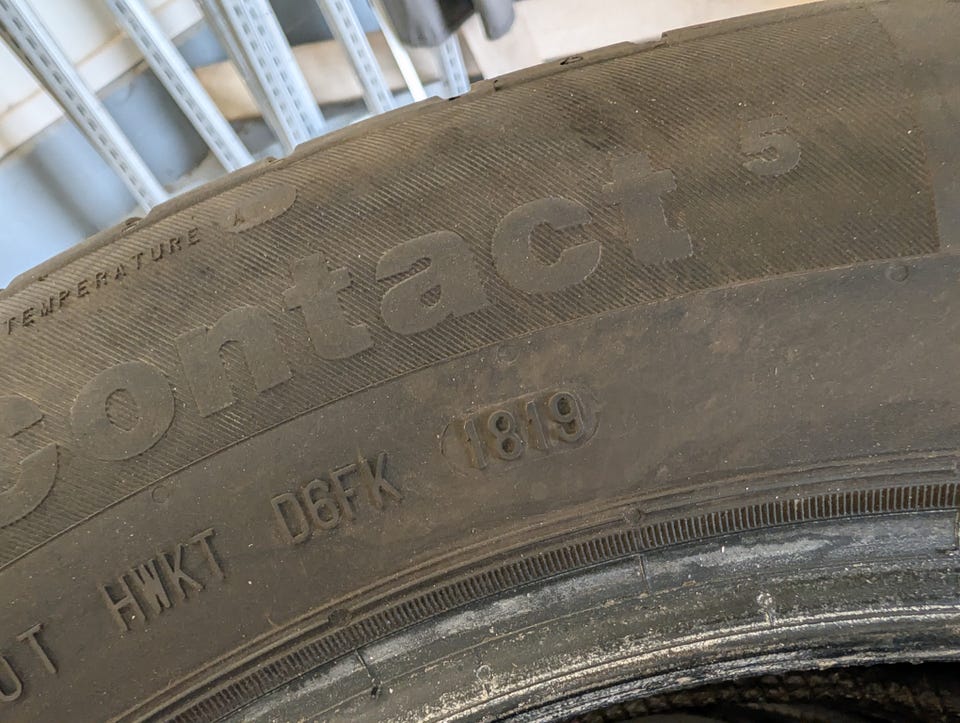 TEMPERATURE A
Contact 5
UT HWKT D6FK 1819